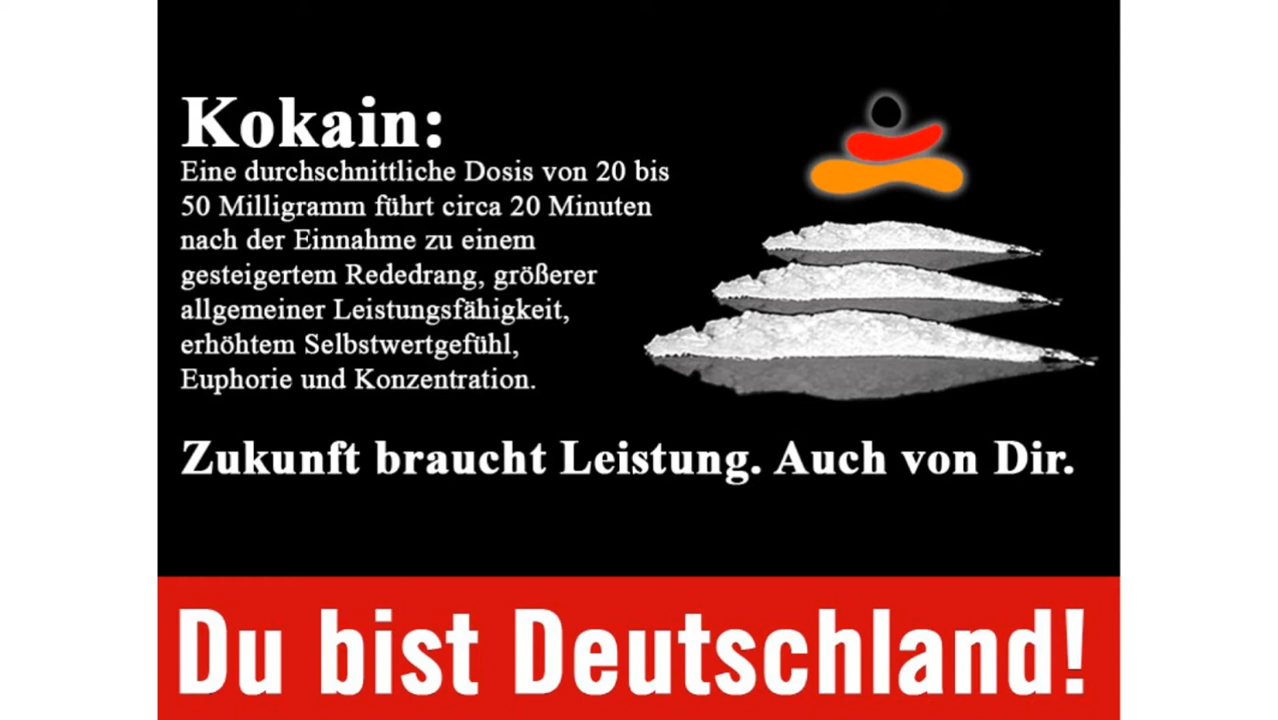 Kokain:
Eine durchschnittliche Dosis von 20 bis
50 Milligramm führt circa 20 Minuten
nach der Einnahme zu einem
gesteigertem Rededrang, größerer
allgemeiner Leistungsfähigkeit,
erhöhtem Selbstwertgefühl,
Euphorie und Konzentration.
Zukunft braucht Leistung. Auch von Dir.
Du bist Deutschland!